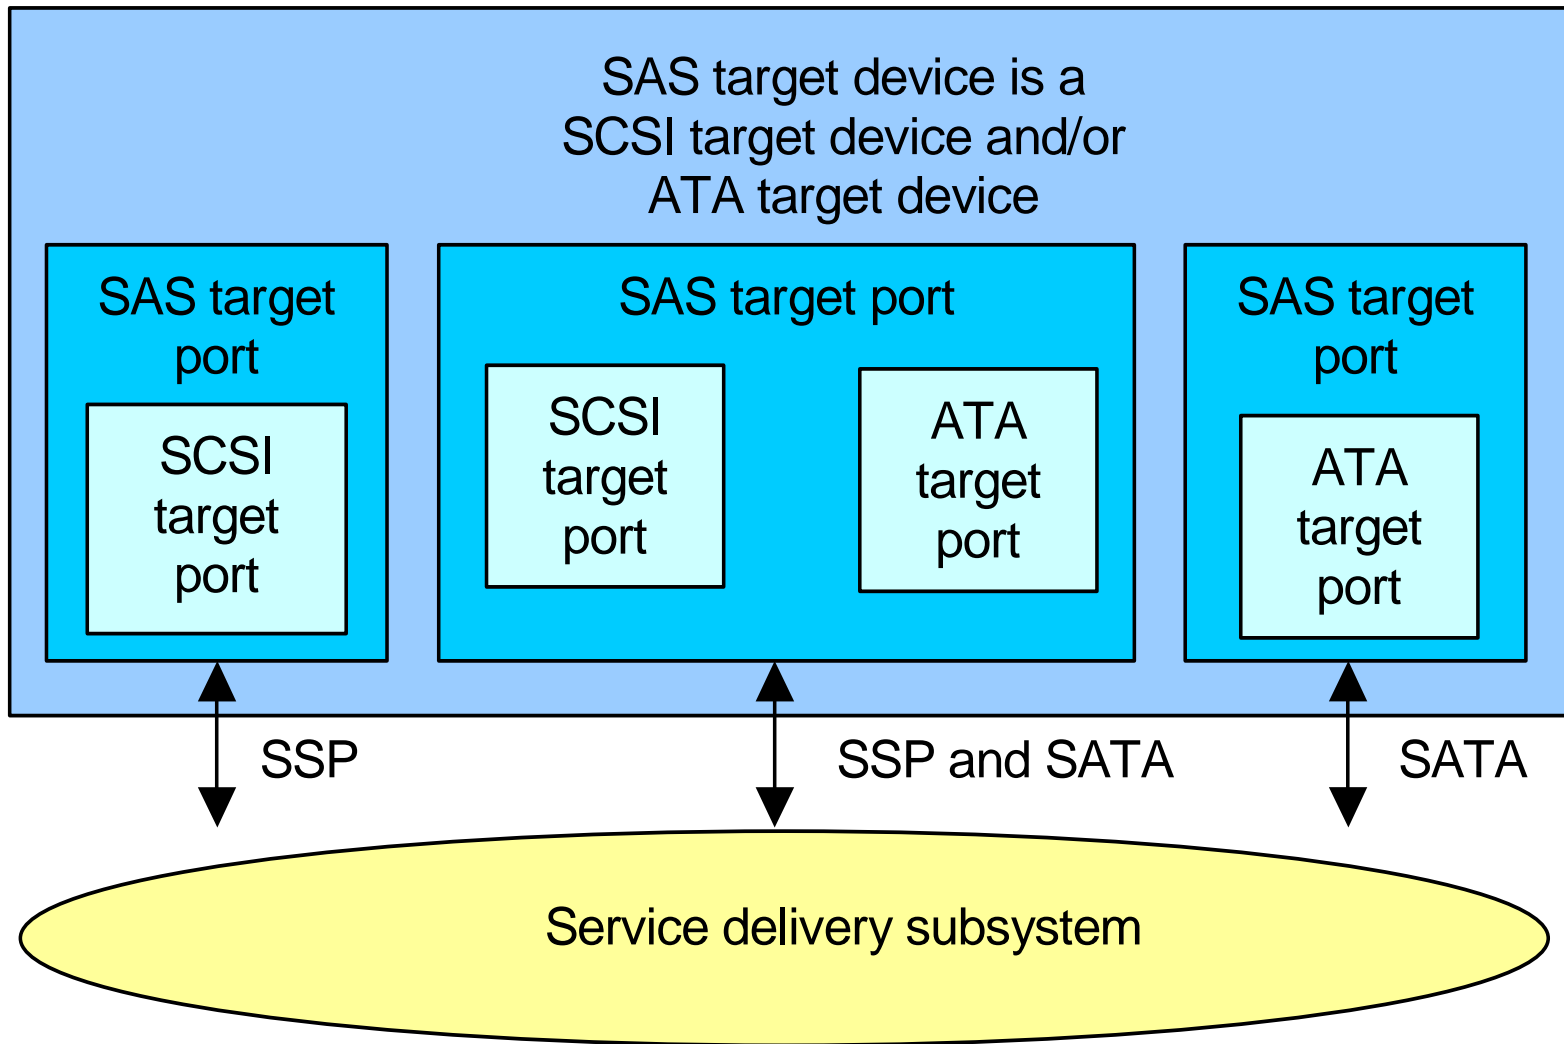 SAS target device is a
SCSI target device and/or
ATA target device
SAS target
port
SCSI
target
port
SAS target port
SCSI
target
port
ATA
target
port
SAS target
port
ATA
target
port
SSP
SSP and SATA
SATA
Service delivery subsystem